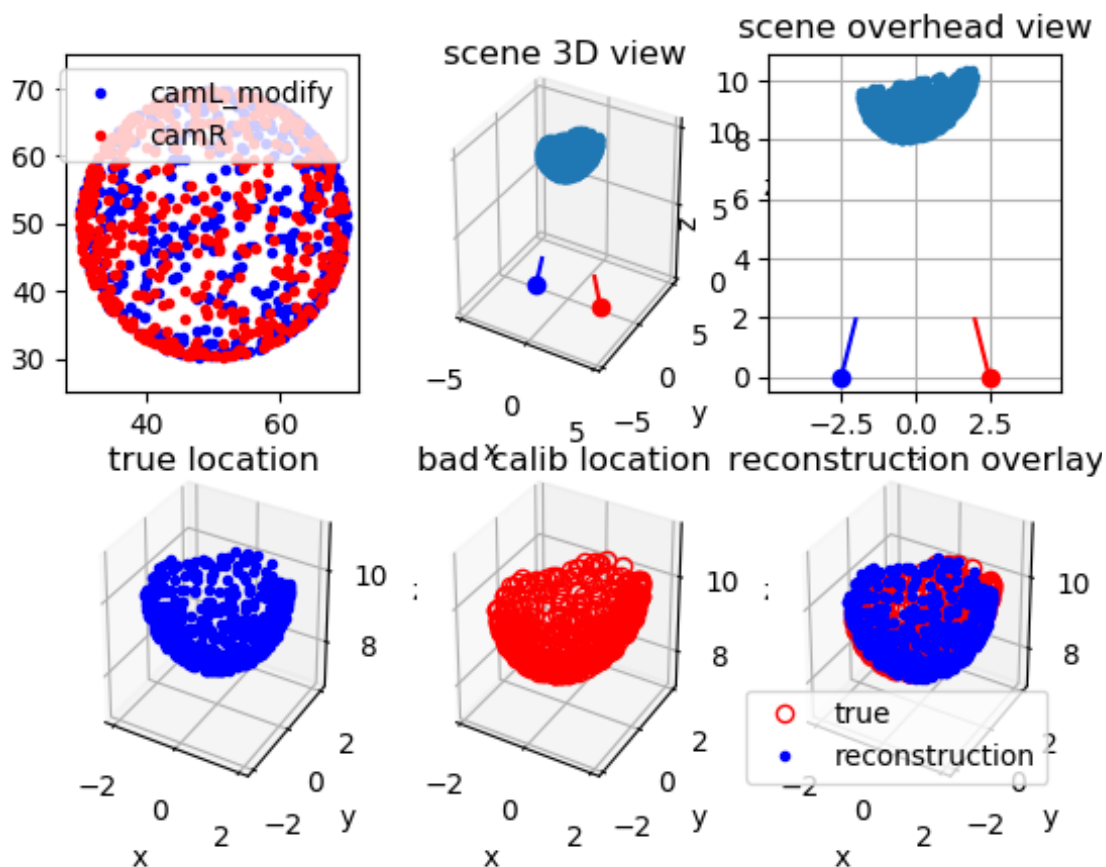 scene 3D view
scene overhead view
70
60
50
40
30
40
60
camL_modify
camR
−5
0
5
x
−5
0
5
y
0
5
10
z
10
8
6
4
2
0
−2.5
0.0
2.5
true location
bad calib location
reconstruction overlay
10
8
−2
0
2
x
−2
0
2
y
10
8
−2
0
2
x
−2
0
2
y
10
8
true
reconstruction
−2
0
2
x
−2
0
2
y